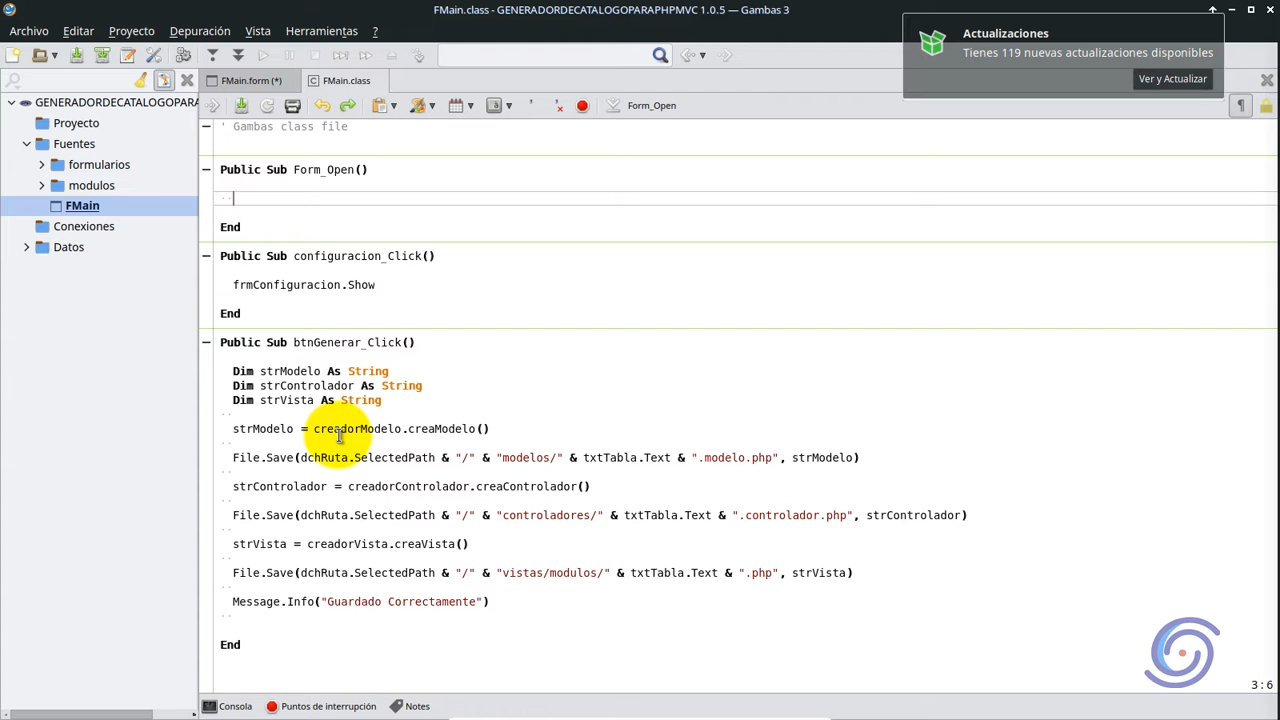 FMain.class - GENERADORDECATALOGOPARAPHPMVC 1.0.5 — Gambas 3
Archivo Editar Proyecto Depuración Vista Herramientas ?
Actualizaciones
Tienes 119 nuevas actualizaciones disponibles
Ver y Actualizar
FMain.form (*) FMain.class
Form_Open
GENERADORDECATALOGOPARA
Proyecto
Fuentes
formularios
modulos
FMain
Conexiones
Datos
' Gambas class file
Public Sub Form_Open()
End
Public Sub configuracion_Click()
frmConfiguracion.Show
End
Public Sub btnGenerar_Click()
Dim strModelo As String
Dim strControlador As String
Dim strVista As String
strModelo = creadorModelo.creaModelo()
File.Save(dchRuta.SelectedPath & "/" & "modelos/" & txtTabla.Text & ".modelo.php", strModelo)
strControlador = creadorControlador.creaControlador()
File.Save(dchRuta.SelectedPath & "/" & "controladores/" & txtTabla.Text & ".controlador.php", strControlador)
strVista = creadorVista.creaVista()
File.Save(dchRuta.SelectedPath & "/" & "vistas/modulos/" & txtTabla.Text & ".php", strVista)
Message.Info("Guardado Correctamente")
End
3:6
Consola Puntos de interrupción Notes